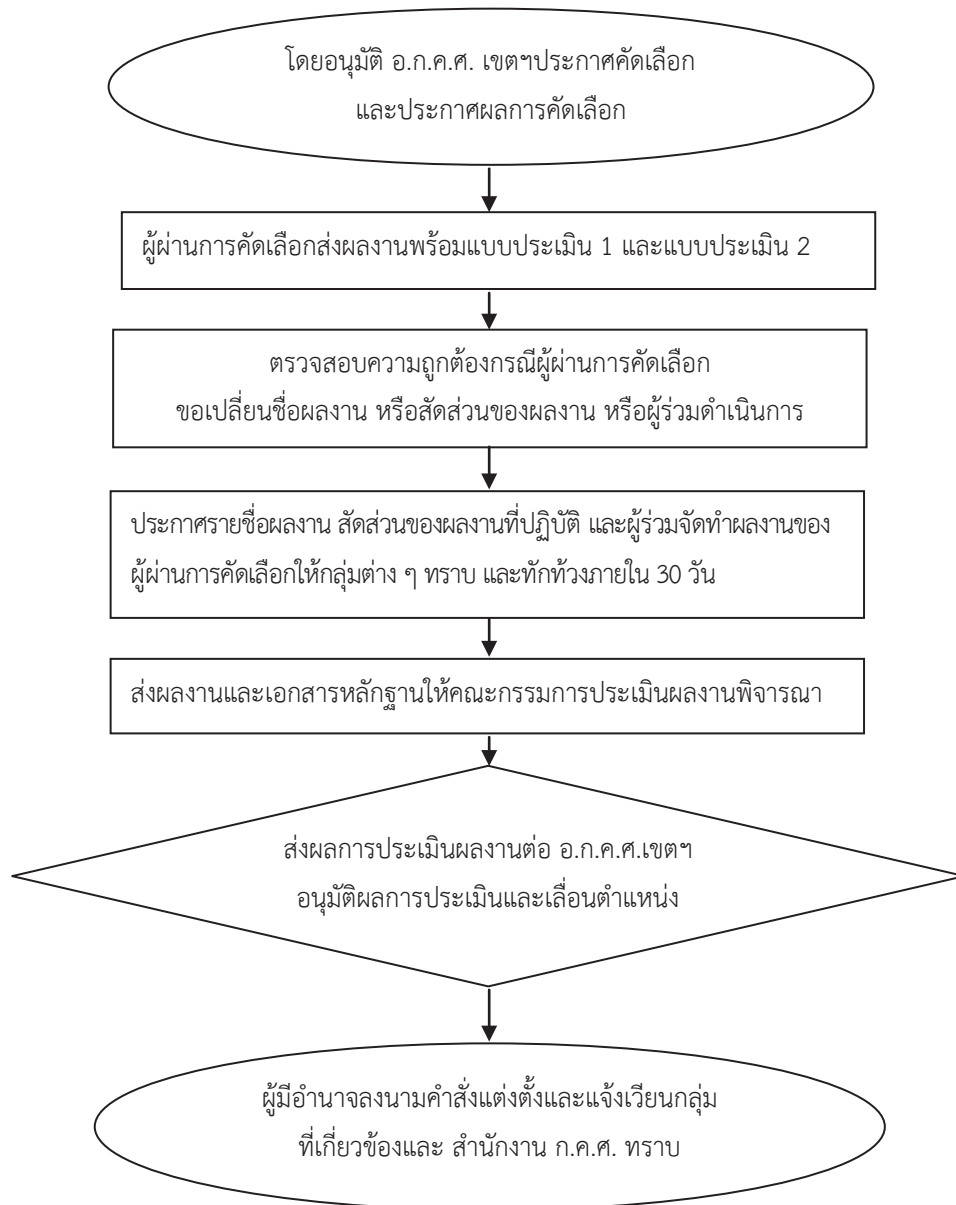 โดยอนุมัติ อ.ก.ค.ศ. เขตฯประกาศคัดเลือก
และประกาศผลการคัดเลือก
ผู้ผ่านการคัดเลือกส่งผลงานพร้อมแบบประเมิน 1 และแบบประเมิน 2
ตรวจสอบความถูกต้องกรณีผู้ผ่านการคัดเลือก
ขอเปลี่ยนชื่อผลงาน หรือสัดส่วนของผลงาน หรือผู้ร่วมดำเนินการ
ประกาศรายชื่อผลงาน สัดส่วนของผลงานที่ปฏิบัติ และผู้ร่วมจัดทำผลงานของ
ผู้ผ่านการคัดเลือกให้กลุ่มต่าง ๆ ทราบ และทักท้วงภายใน 30 วัน
ส่งผลงานและเอกสารหลักฐานให้คณะกรรมการประเมินผลงานพิจารณา
ส่งผลการประเมินผลงานต่อ อ.ก.ค.ศ.เขตฯ
อนุมัติผลการประเมินและเลื่อนตำแหน่ง
ผู้มีอำนาจลงนามคำสั่งแต่งตั้งและแจ้งเวียนกลุ่ม
ที่เกี่ยวข้องและ สำนักงาน ก.ค.ศ. ทราบ